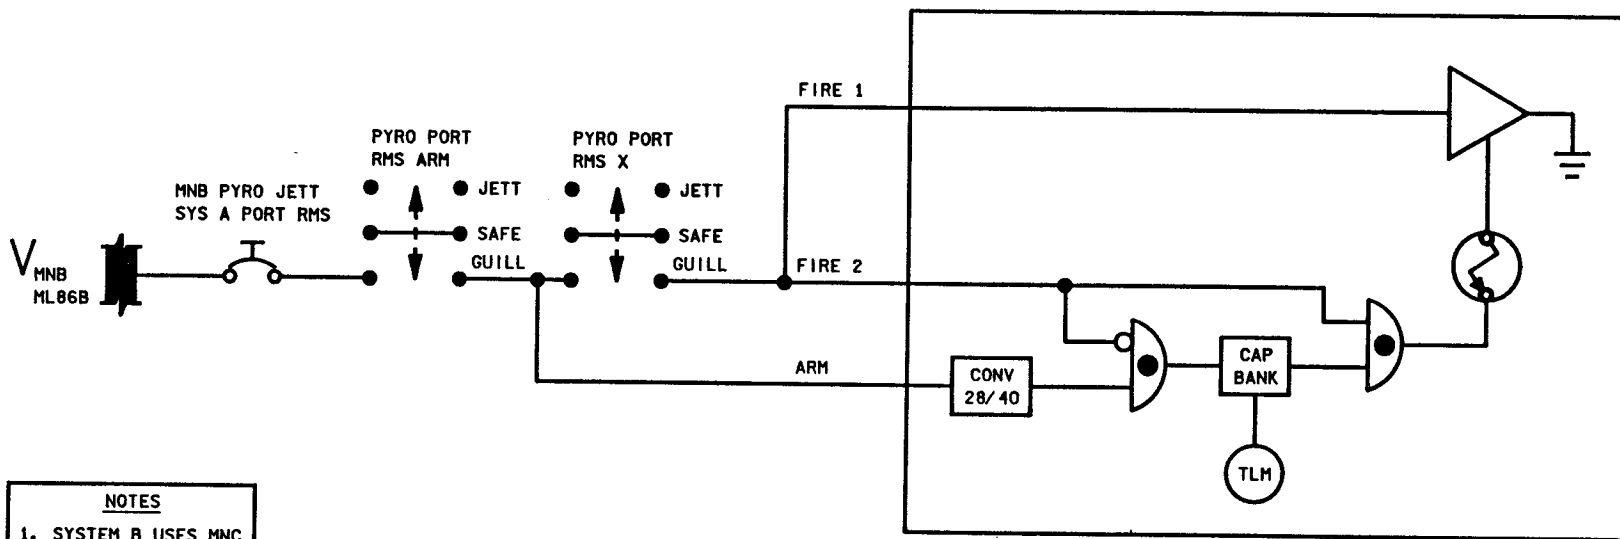 FIRE 1
PYRO PORT
RMS ARM
PYRO PORT
RMS X
MNB PYRO JETT
SYS A PORT RMS
JETT
JETT
SAFE
SAFE
GUILL
GUILL
FIRE 2
V MNB
ML86B
ARM
CONV
28/40
CAP
BANK
TLM
NOTES
1. SYSTEM B USES MNC